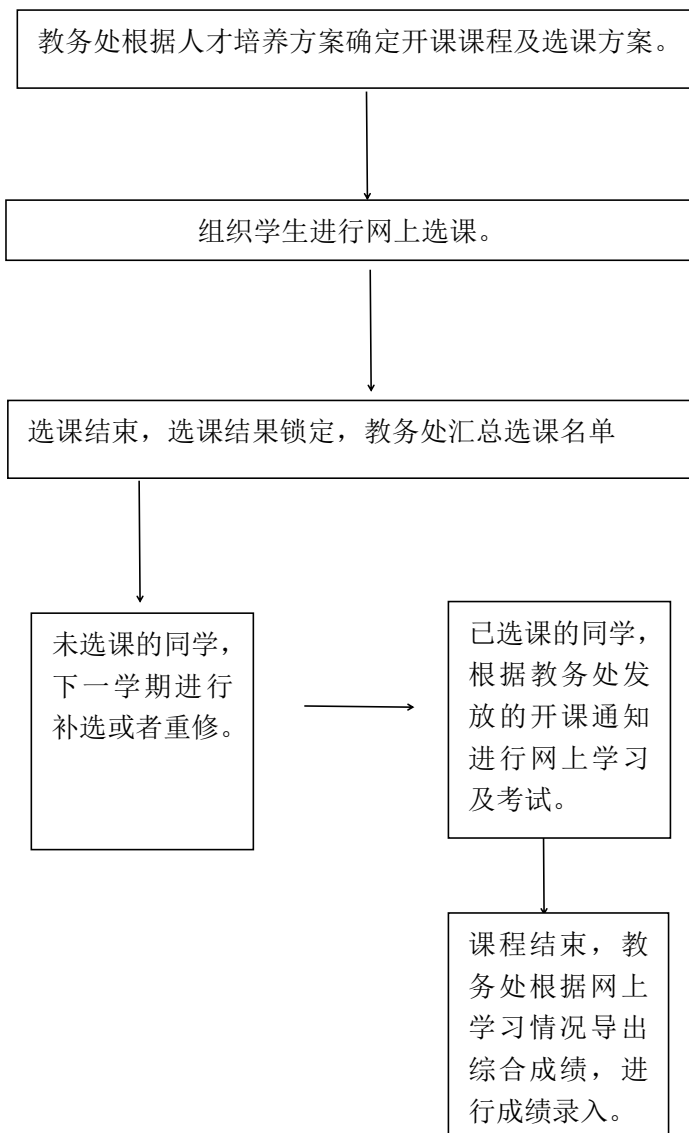 教务处根据人才培养方案确定开课课程及选课方案。
组织学生进行网上选课。
选课结束，选课结果锁定，教务处汇总选课名单
未选课的同学，
下一学期进行
补选或者重修。
已选课的同学，
根据教务处发
放的开课通知
进行网上学习
及考试。
课程结束，教
务处根据网上
学习情况导出
综合成绩，进
行成绩录入。